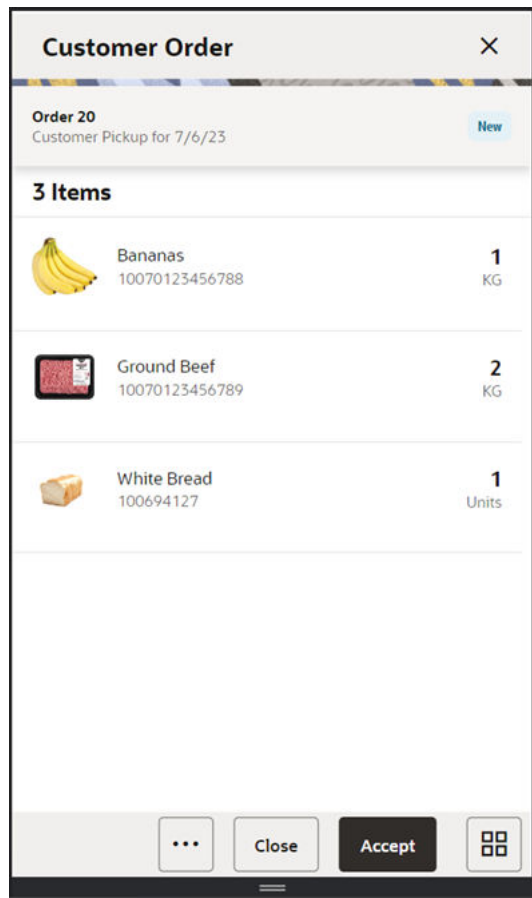 Customer Order
Order 20
Customer Pickup for 7/6/23
New
3 Items
Bananas
10070123456788
1
KG
Ground Beef
10070123456789
2
KG
White Bread
100694127
1
Units
Close
Accept